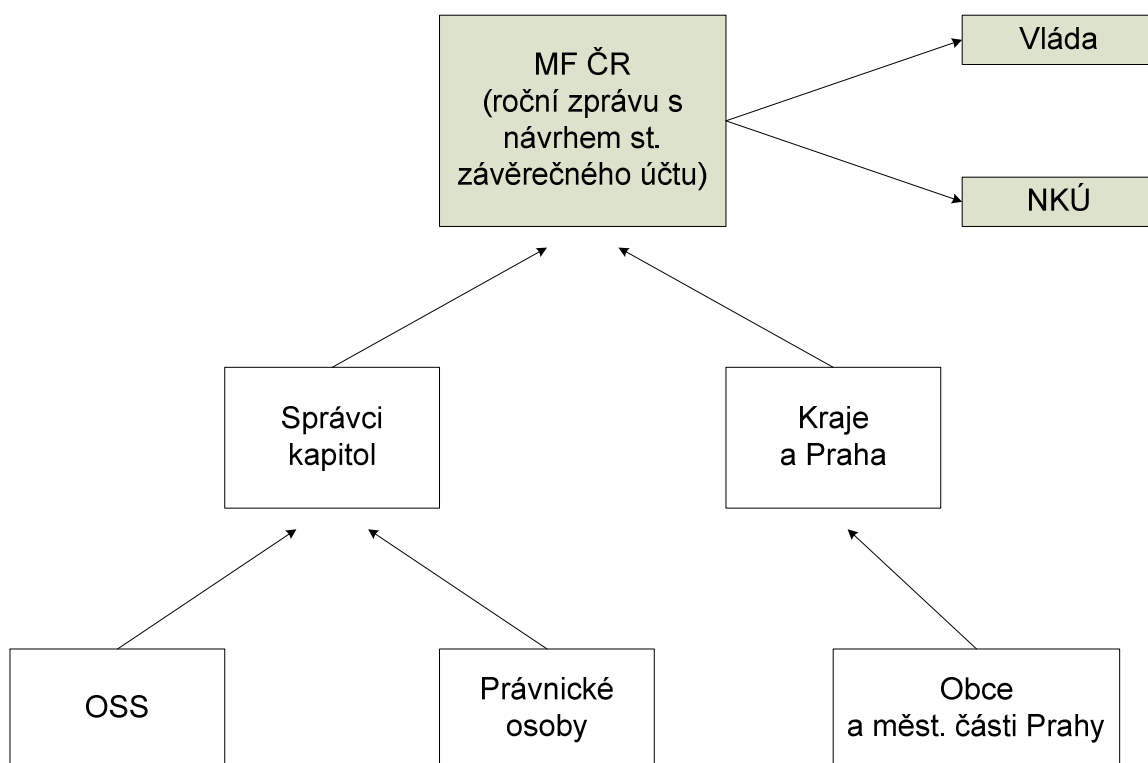 MF ČR
(roční zprávu s
návrhem st.
závěrečného účtu)
Vláda
NKÚ
Správci
kapitol
Kraje
a Praha
OSS
Právnické
osoby
Obce
a měst. části Prahy